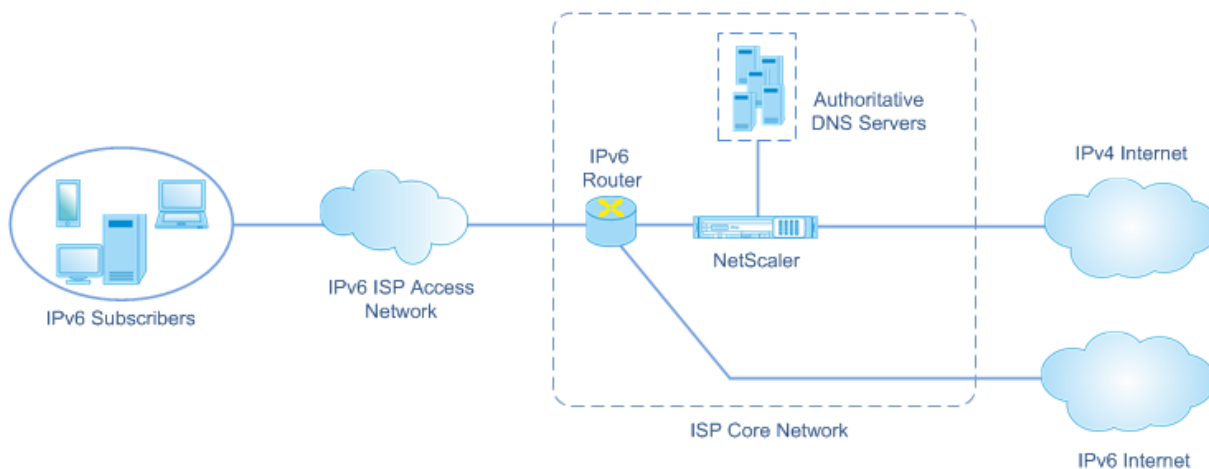 Authoritative
DNS Servers
IPv6
Router
IPv4 Internet
NetScaler
IPv6 ISP Access
Network
IPv6 Subscribers
ISP Core Network
IPv6 Internet